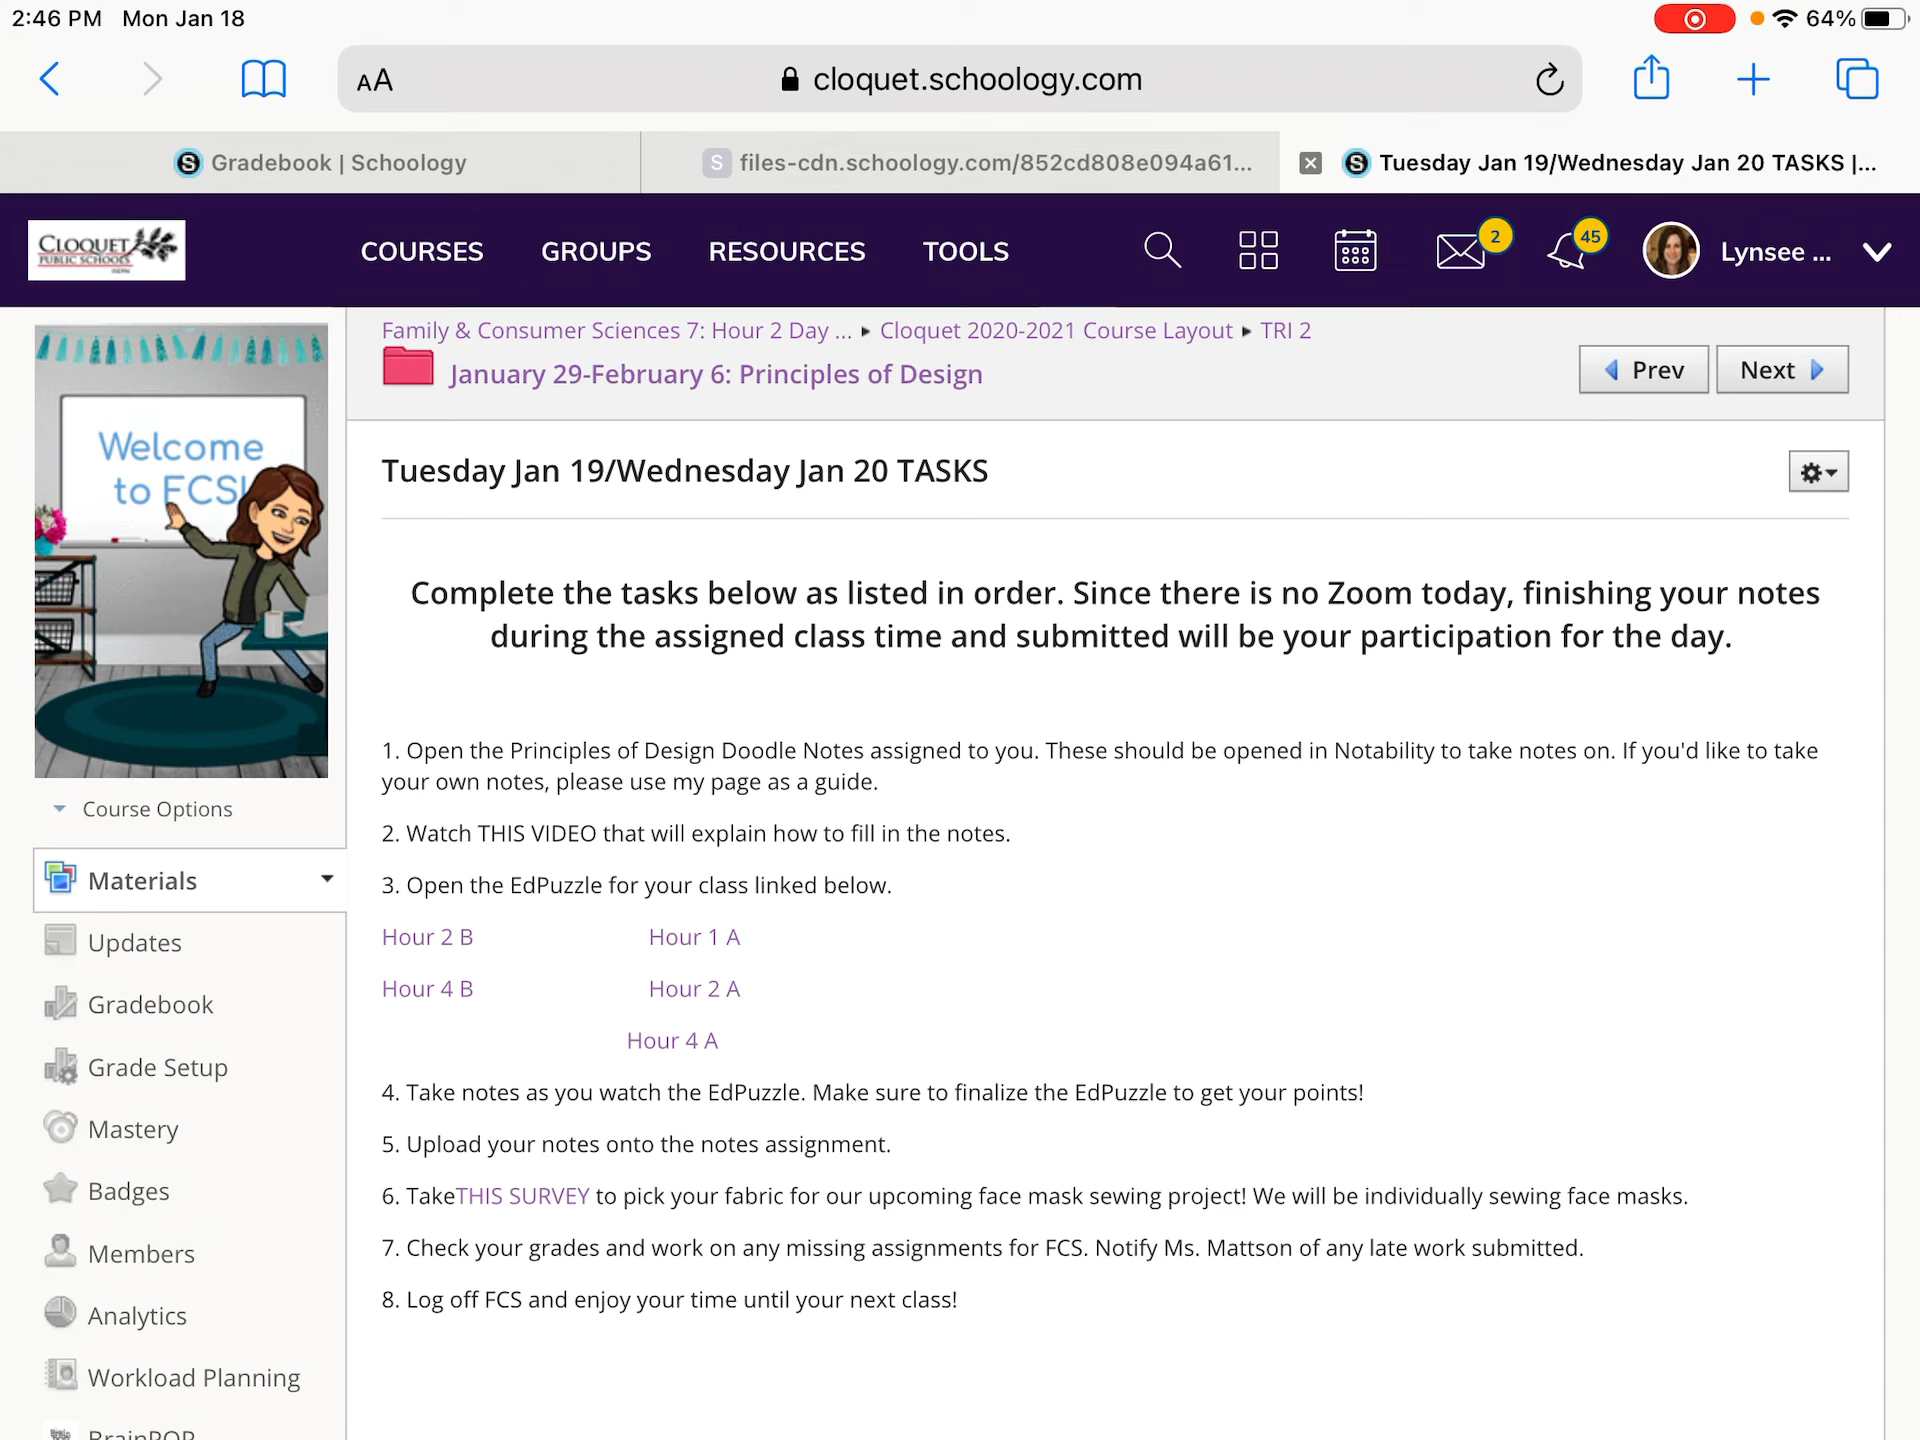 2:46 PM Mon Jan 18
64%
AA
cloquet.schoology.com
Gradebook | Schoology
S files-cdn.schoology.com/852cd808e094a61...
Tuesday Jan 19/Wednesday Jan 20 TASKS |...
CLOQUET
PUBLIC SCHOOLS
COURSES GROUPS RESOURCES TOOLS
2
45
Lynsee ...
Family & Consumer Sciences 7: Hour 2 Day ... ▸ Cloquet 2020-2021 Course Layout ▸ TRI 2
January 29-February 6: Principles of Design
Prev Next
Welcome
to FCS!
Course Options
Materials
Updates
Gradebook
Grade Setup
Mastery
Badges
Members
Analytics
Workload Planning
BrainPOP
Tuesday Jan 19/Wednesday Jan 20 TASKS
Complete the tasks below as listed in order. Since there is no Zoom today, finishing your notes
during the assigned class time and submitted will be your participation for the day.
1. Open the Principles of Design Doodle Notes assigned to you. These should be opened in Notability to take notes on. If you'd like to take
your own notes, please use my page as a guide.
2. Watch THIS VIDEO that will explain how to fill in the notes.
3. Open the EdPuzzle for your class linked below.
Hour 2 B Hour 1 A
Hour 4 B Hour 2 A
Hour 4 A
4. Take notes as you watch the EdPuzzle. Make sure to finalize the EdPuzzle to get your points!
5. Upload your notes onto the notes assignment.
6. TakeTHIS SURVEY to pick your fabric for our upcoming face mask sewing project! We will be individually sewing face masks.
7. Check your grades and work on any missing assignments for FCS. Notify Ms. Mattson of any late work submitted.
8. Log off FCS and enjoy your time until your next class!